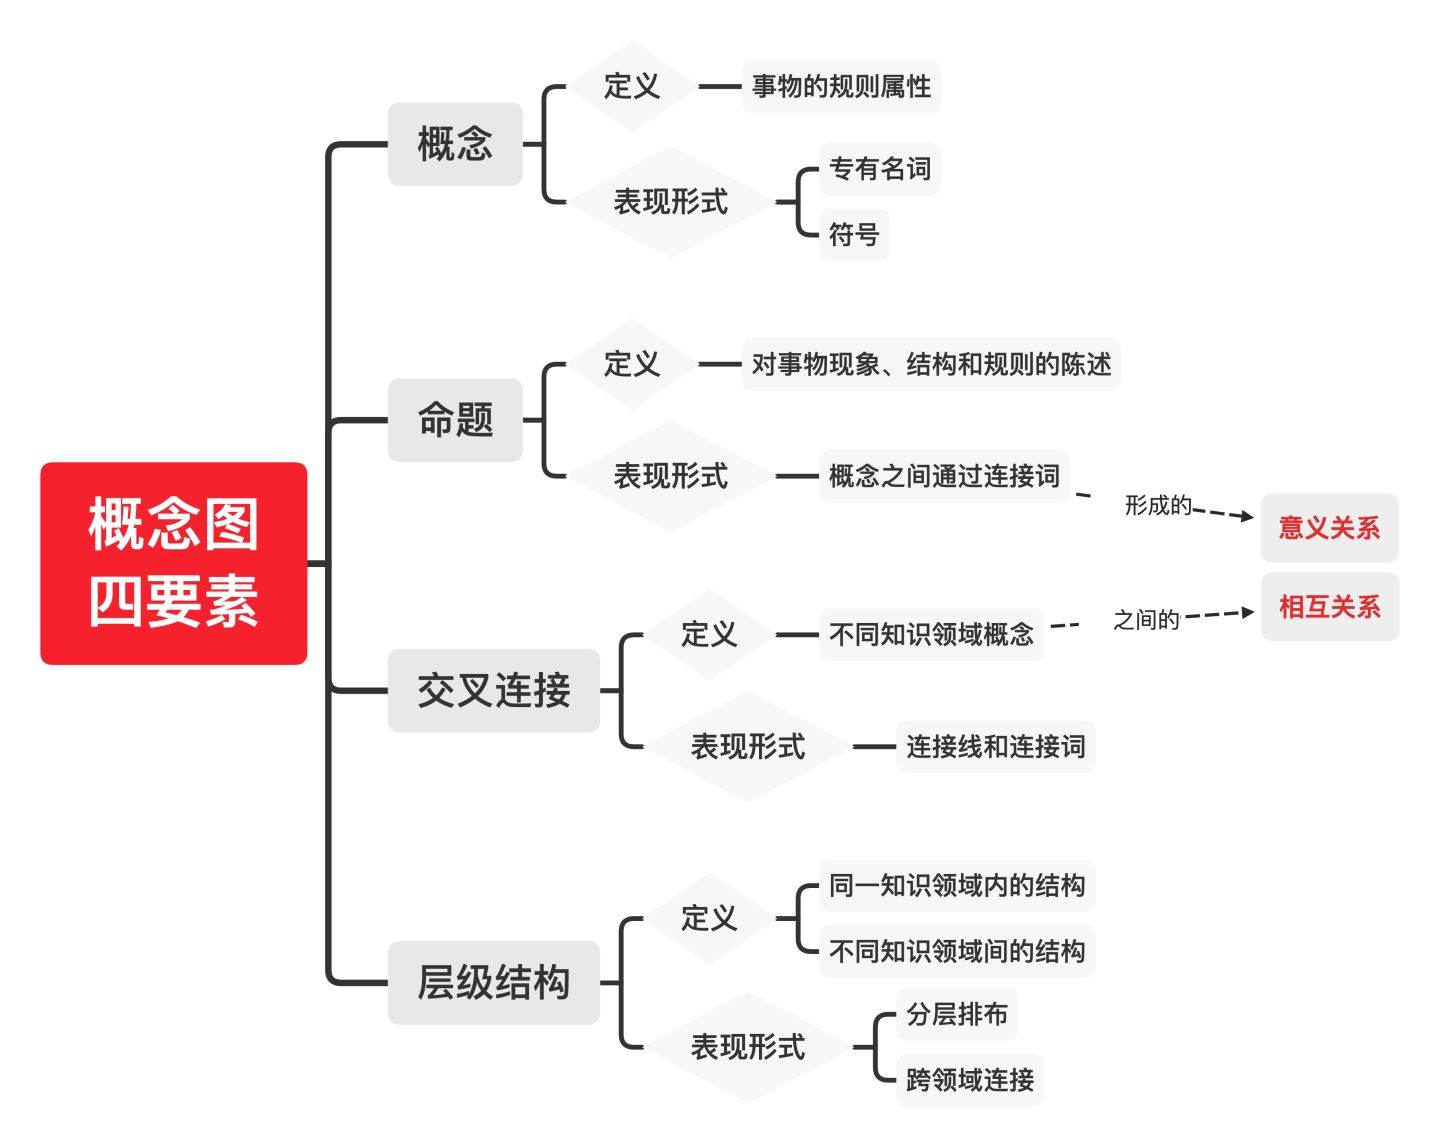 概念图
四要素
概念
定义
事物的规则属性
表现形式
专有名词
符号
命题
定义
对事物现象、结构和规则的陈述
表现形式
概念之间通过连接词
形成的
意义关系
交叉连接
定义
不同知识领域概念
之间的
相互关系
表现形式
连接线和连接词
层级结构
定义
同一知识领域内的结构
不同知识领域间的结构
表现形式
分层排布
跨领域连接